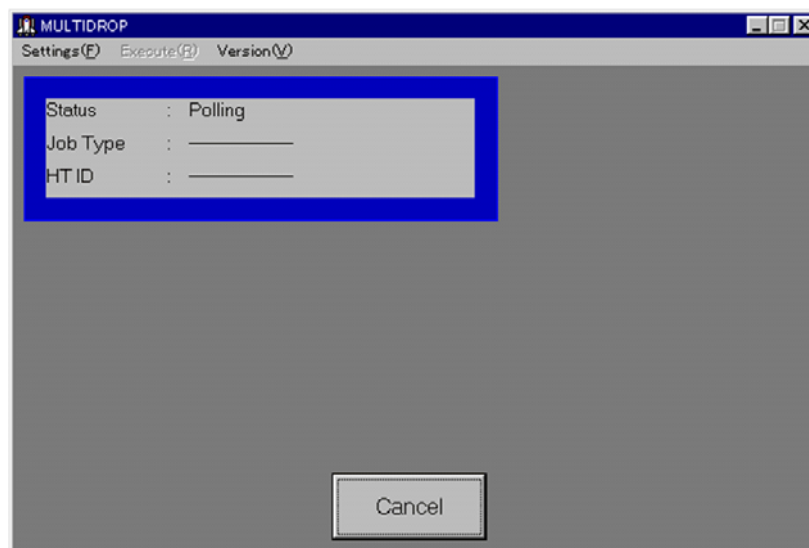 MULTIDROP
Settings(F) Execute(R) Version(V)
Status : Polling
Job Type : ————
HT ID : ————
Cancel